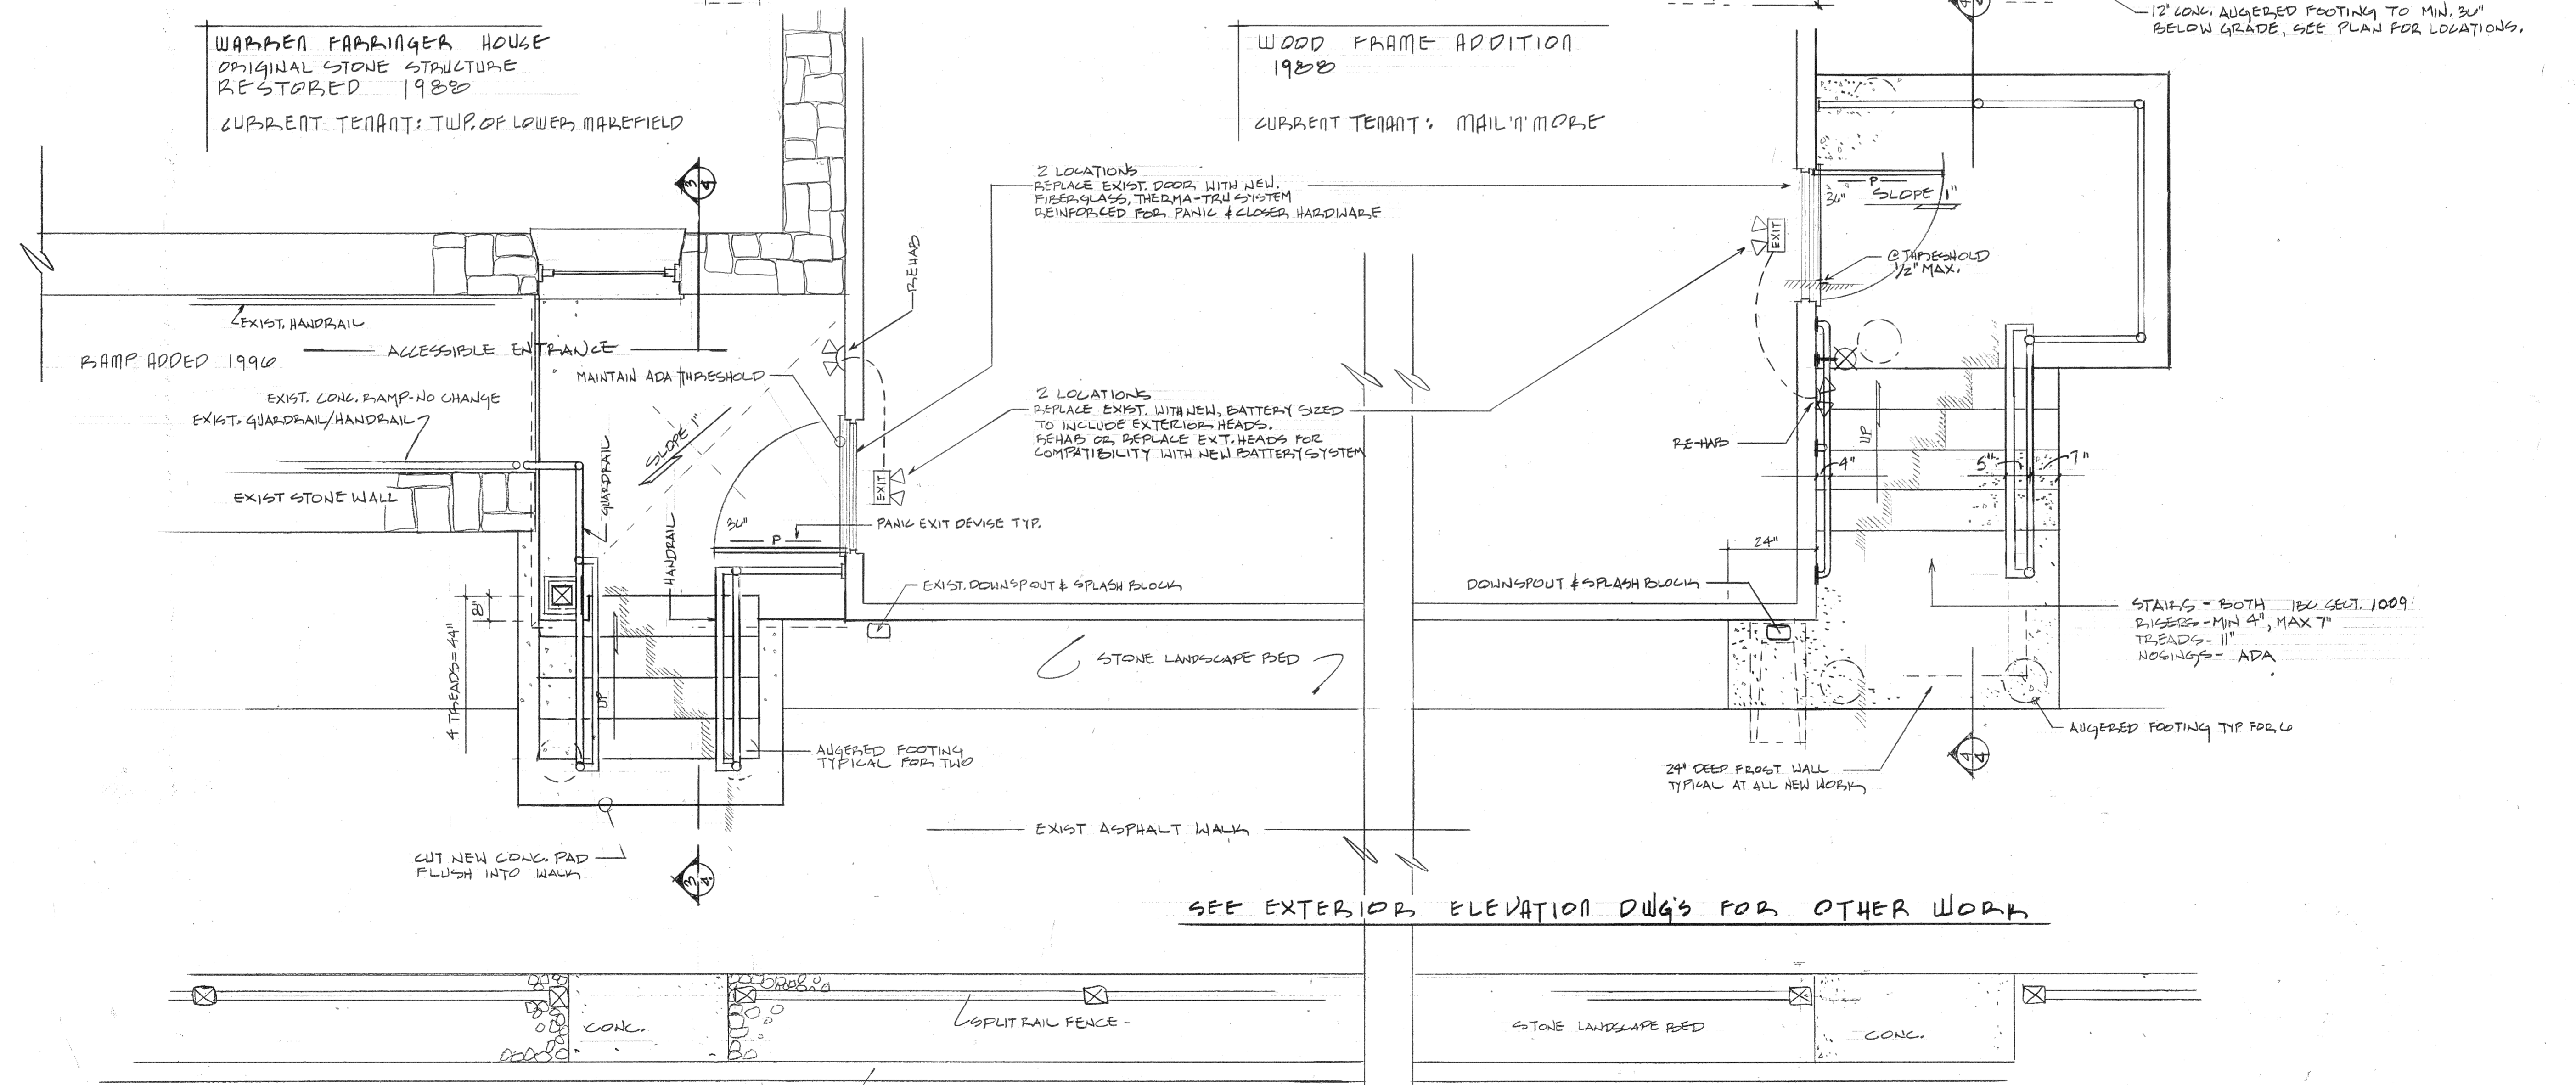 WARREN FARRINGER HOUSE
ORIGINAL STONE STRUCTURE
RESTORED 1988
CURRENT TENANT: TWP. OF LOWER MAKEFIELD
WOOD FRAME ADDITION
1988
CURRENT TENANT: MAIL 'N' MORE
12" CONC. AUGERED FOOTING TO MIN. 36"
BELOW GRADE, SEE PLAN FOR LOCATIONS.
3
4
2 LOCATIONS
REPLACE EXIST. DOOR WITH NEW.
FIBERGLASS, THERMA-TRU SYSTEM
REINFORCED FOR PANIC & CLOSER HARDWARE
P
36"
SLOPE 1"
EXIT
@ THRESHOLD
1/2" MAX.
REHAB
EXIST. HANDRAIL
RAMP ADDED 1996
ACCESSIBLE ENTRANCE
MAINTAIN ADA THRESHOLD
EXIST. CONC. RAMP-NO CHANGE
EXIST. GUARDRAIL/HANDRAIL
2 LOCATIONS
REPLACE EXIST. WITH NEW, BATTERY SIZED
TO INCLUDE EXTERIOR HEADS.
REHAB OR REPLACE EXT. HEADS FOR
COMPATIBILITY WITH NEW BATTERY SYSTEM
SLOPE 1"
GUARDRAIL
EXIST STONE WALL
EXIT
PANIC EXIT DEVISE TYP.
36"
P
HANDRAIL
RE-HAB
UP
4"
5"
7"
24"
EXIST. DOWNSPOUT & SPLASH BLOCK
DOWNSPOUT & SPLASH BLOCK
STAIRS - BOTH IBC SECT. 1009
RISERS - MIN 4", MAX 7"
TREADS - 11"
NOSINGS - ADA
8"
4 TREADS = 44"
UP
STONE LANDSCAPE BED
AUGERED FOOTING TYP FOR 6
AUGERED FOOTING
TYPICAL FOR TWO
24" DEEP FROST WALL
TYPICAL AT ALL NEW WORK
4
4
EXIST ASPHALT WALK
CUT NEW CONC. PAD
FLUSH INTO WALK
3
4
SEE EXTERIOR ELEVATION DWG'S FOR OTHER WORK
CONC.
SPLIT RAIL FENCE -
STONE LANDSCAPE BED
CONC.